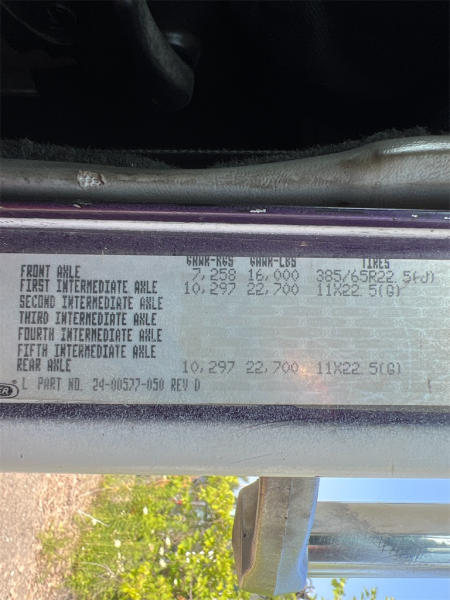 GAWR-KGS GAWR-LBS TIRES
FRONT AXLE 7,258 16,000 385/65R22.5(J)
FIRST INTERMEDIATE AXLE 10,297 22,700 11X22.5(G)
SECOND INTERMEDIATE AXLE
THIRD INTERMEDIATE AXLE
FOURTH INTERMEDIATE AXLE
FIFTH INTERMEDIATE AXLE
REAR AXLE 10,297 22,700 11X22.5(G)
L PART NO. 24-00577-050 REV D